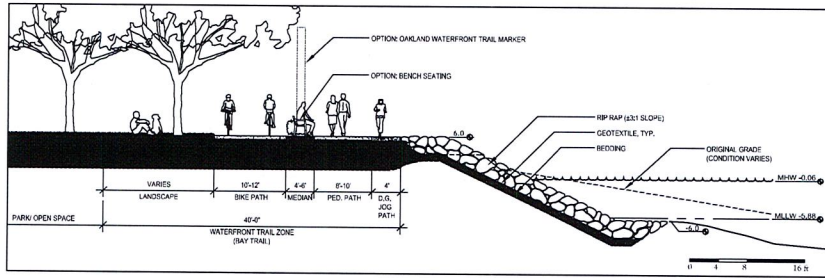 OPTION: OAKLAND WATERFRONT TRAIL MARKER
OPTION: BENCH SEATING
6.0
RIP RAP (±3:1 SLOPE)
GEOTEXTILE, TYP.
BEDDING
ORIGINAL GRADE
(CONDITION VARIES)
MHW -0.06
MLLW -5.88
-6.0
VARIES
LANDSCAPE
10'-12'
BIKE PATH
4'-6'
MEDIAN
8'-10'
PED. PATH
4'
D.G.
JOG
PATH
PARK/ OPEN SPACE
40'-0"
WATERFRONT TRAIL ZONE
(BAY TRAIL)
0 4 8 16 ft